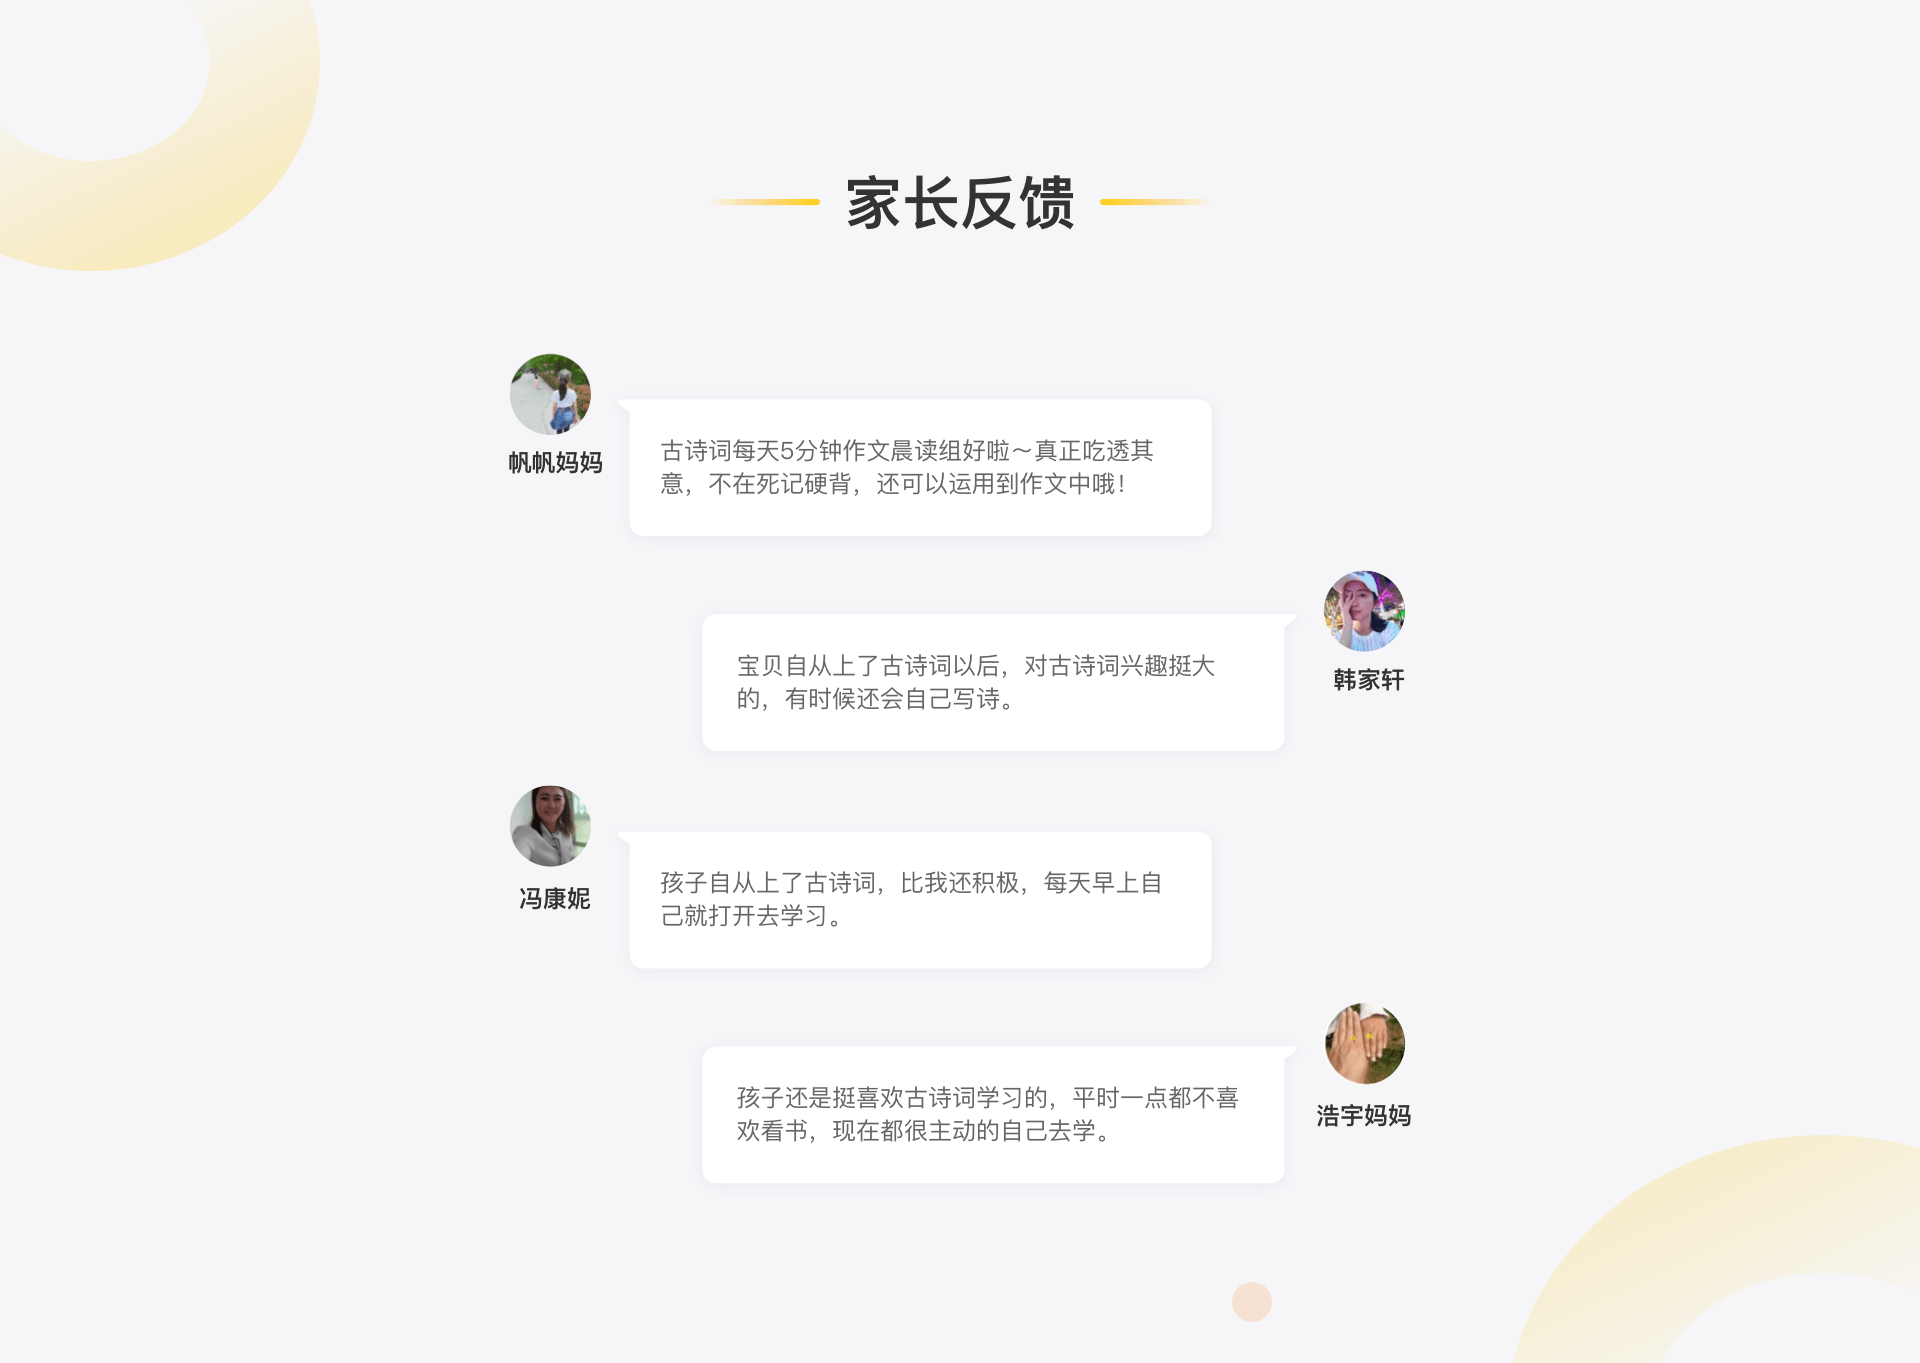 家长反馈
帆帆妈妈
古诗词每天5分钟作文晨读组好啦～真正吃透其
意，不在死记硬背，还可以运用到作文中哦！
韩家轩
宝贝自从上了古诗词以后，对古诗词兴趣挺大
的，有时候还会自己写诗。
冯康妮
孩子自从上了古诗词，比我还积极，每天早上自
己就打开去学习。
浩宇妈妈
孩子还是挺喜欢古诗词学习的，平时一点都不喜
欢看书，现在都很主动的自己去学。